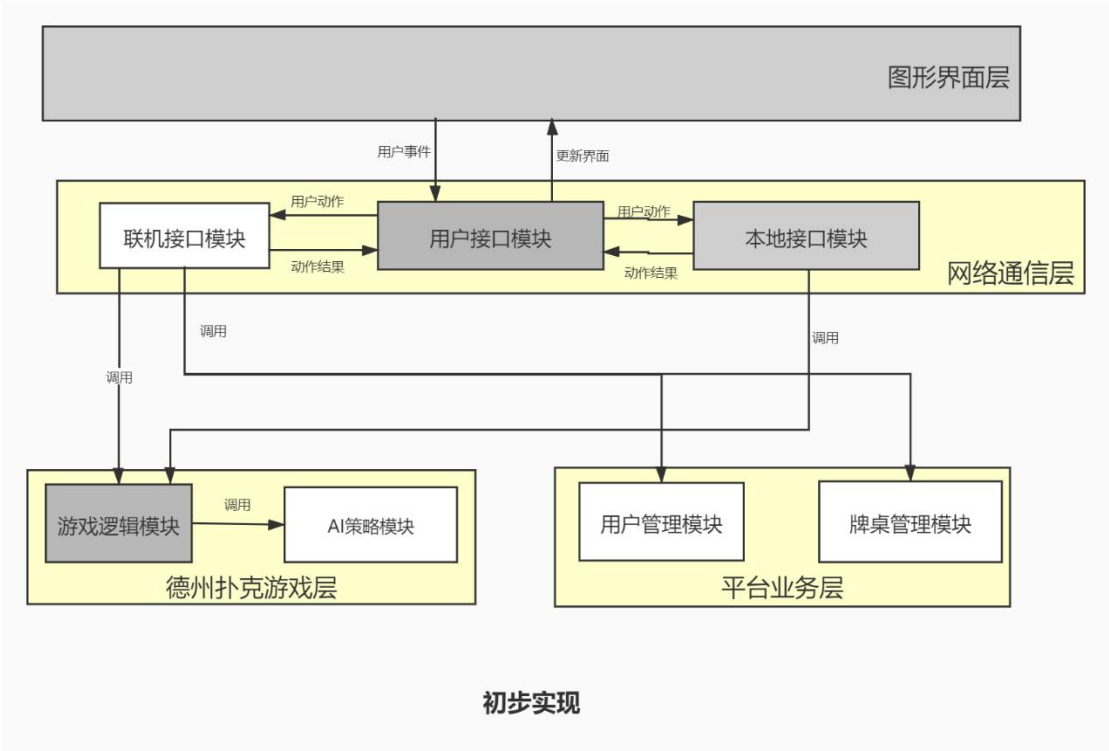 图形界面层
用户事件
更新界面
用户动作
用户动作
联机接口模块
用户接口模块
本地接口模块
动作结果
动作结果
网络通信层
调用
调用
调用
游戏逻辑模块
调用
AI策略模块
用户管理模块
牌桌管理模块
德州扑克游戏层
平台业务层
初步实现